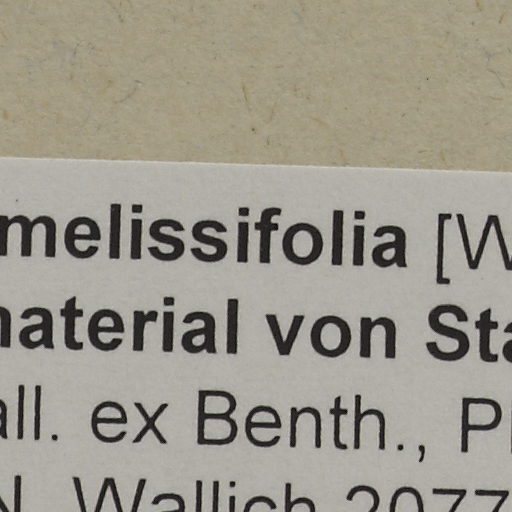 melissifolia [W
material von Sta
all. ex Benth., Pl
N. Wallich 2077